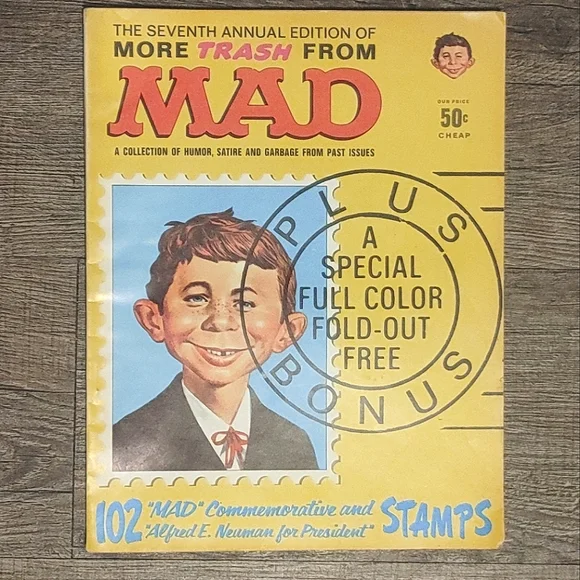 THE SEVENTH ANNUAL EDITION OF
MORE TRASH FROM
MAD
OUR PRICE
50c
CHEAP
A COLLECTION OF HUMOR, SATIRE AND GARBAGE FROM PAST ISSUES
PLUS
A
SPECIAL
FULL COLOR
FOLD-OUT
FREE
BONUS
102 "MAD" Commemorative and
"Alfred E. Neuman for President" STAMPS